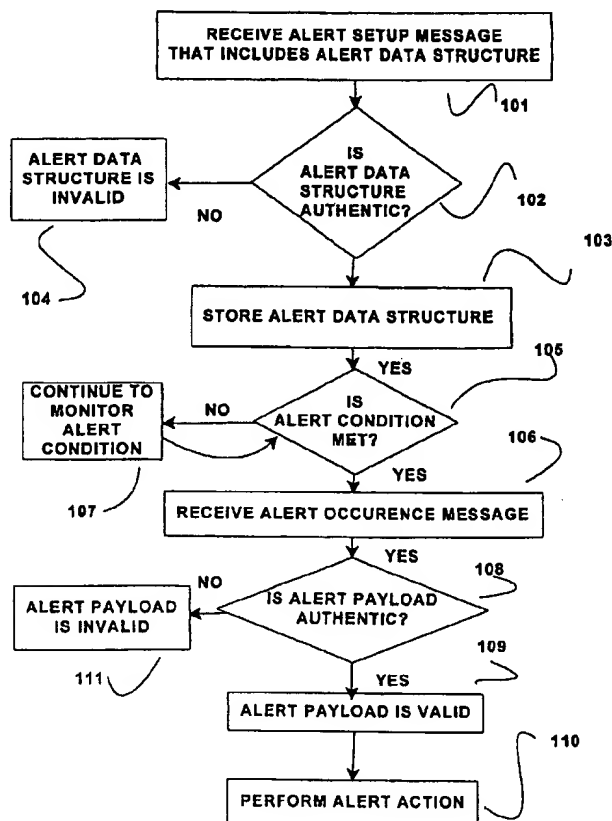 RECEIVE ALERT SETUP MESSAGE
THAT INCLUDES ALERT DATA STRUCTURE
101
IS
ALERT DATA
STRUCTURE
AUTHENTIC?
102
NO
ALERT DATA
STRUCTURE IS
INVALID
104
103
STORE ALERT DATA STRUCTURE
YES
105
IS
ALERT CONDITION
MET?
NO
CONTINUE TO
MONITOR
ALERT
CONDITION
107
YES
106
RECEIVE ALERT OCCURENCE MESSAGE
YES
108
IS ALERT PAYLOAD
AUTHENTIC?
NO
ALERT PAYLOAD
IS INVALID
111
YES
109
ALERT PAYLOAD IS VALID
110
PERFORM ALERT ACTION